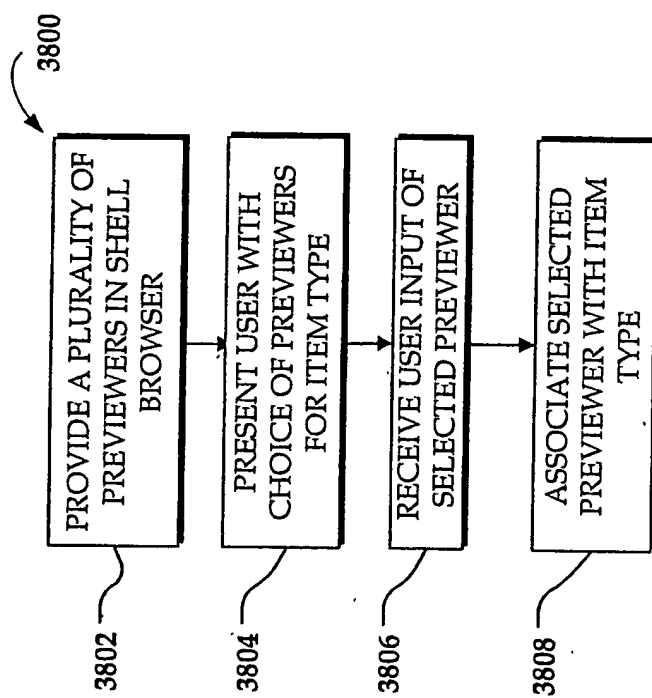 3800
PROVIDE A PLURALITY OF
PREVIEWERS IN SHELL
BROWSER
3802
PRESENT USER WITH
CHOICE OF PREVIEWERS
FOR ITEM TYPE
3804
RECEIVE USER INPUT OF
SELECTED PREVIEWER
3806
ASSOCIATE SELECTED
PREVIEWER WITH ITEM
TYPE
3808